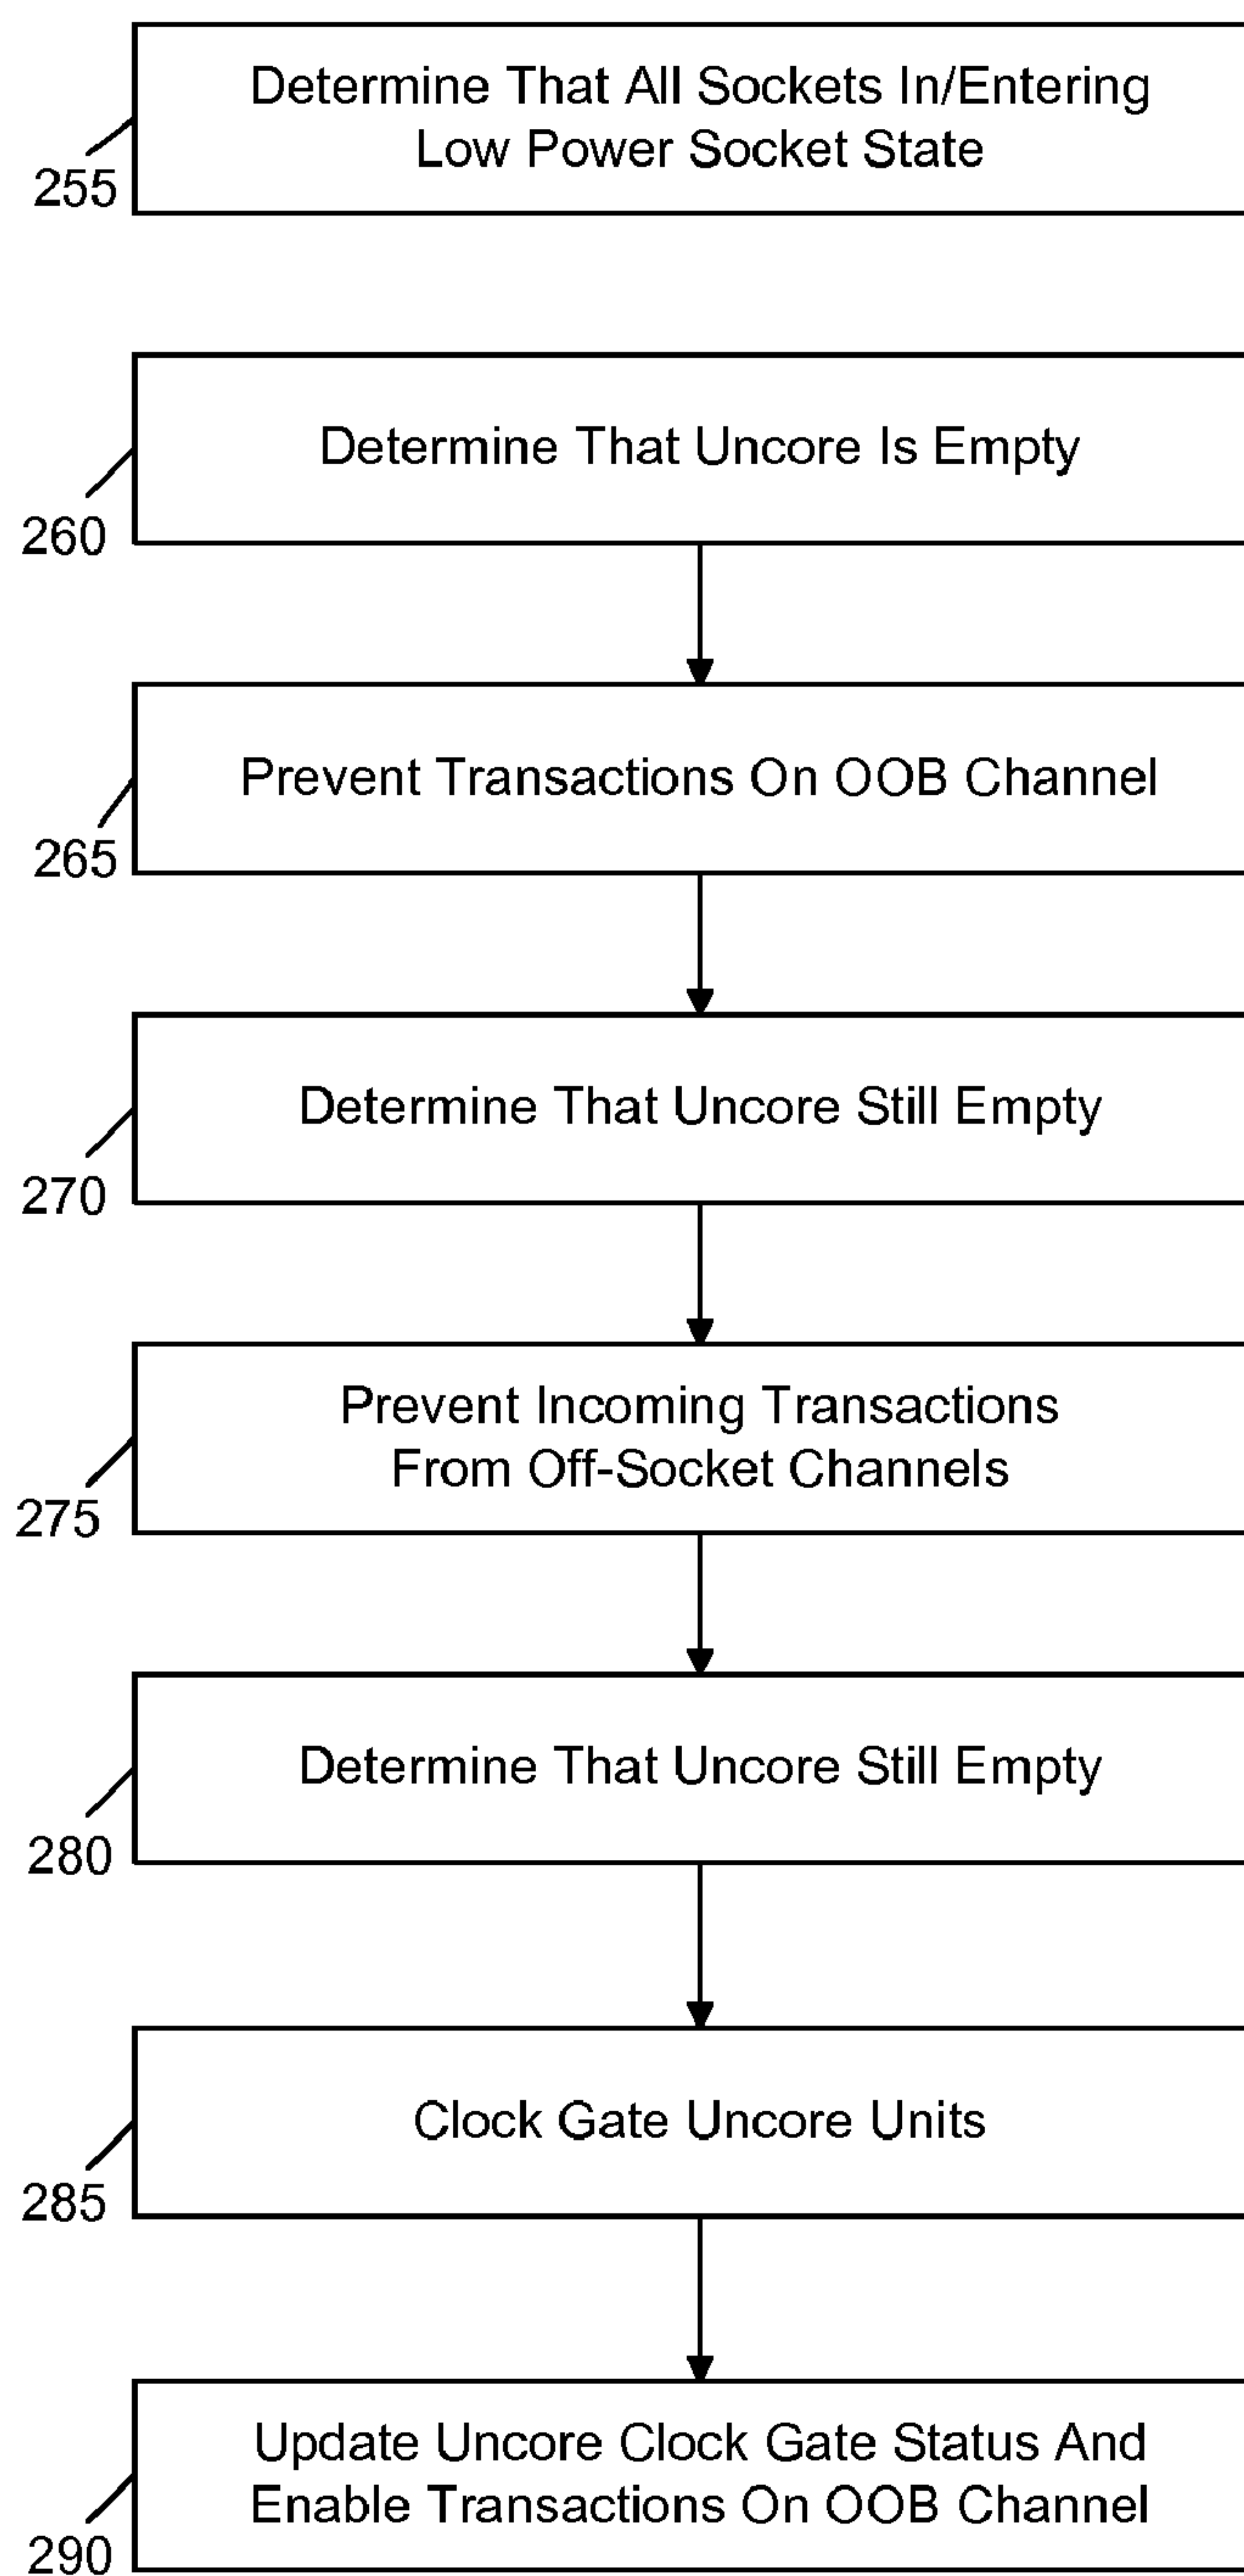 Determine That All Sockets In/Entering
Low Power Socket State
255
Determine That Uncore Is Empty
260
Prevent Transactions On OOB Channel
265
Determine That Uncore Still Empty
270
Prevent Incoming Transactions
From Off-Socket Channels
275
Determine That Uncore Still Empty
280
Clock Gate Uncore Units
285
Update Uncore Clock Gate Status And
Enable Transactions On OOB Channel
290